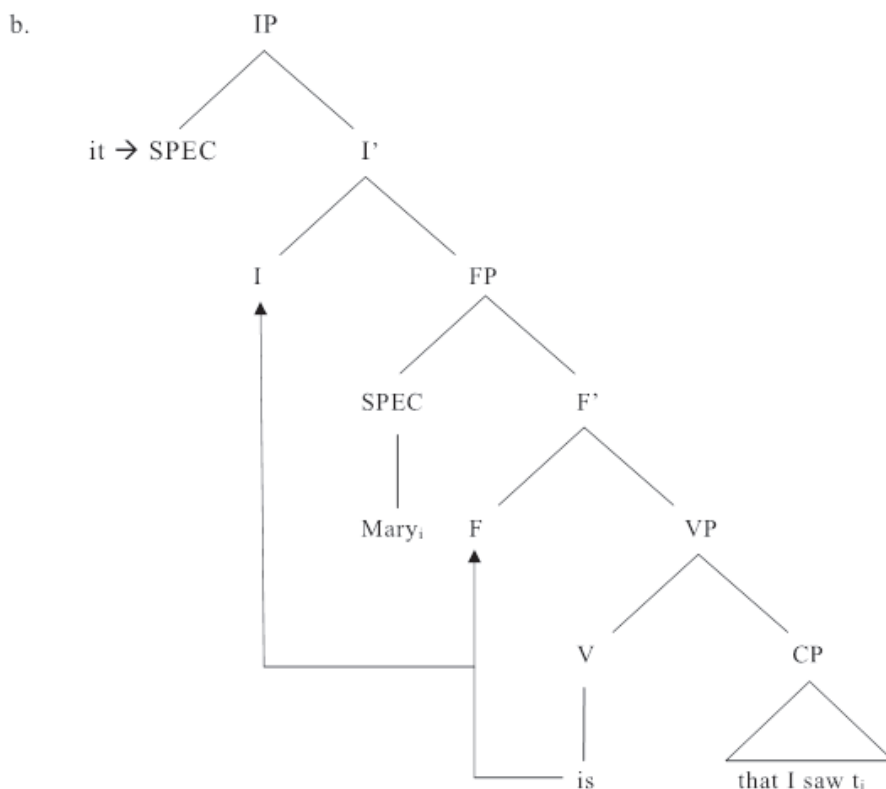 b. IP
it → SPEC I’
I FP
SPEC F’
Maryᵢ F VP
V CP
is that I saw tᵢ